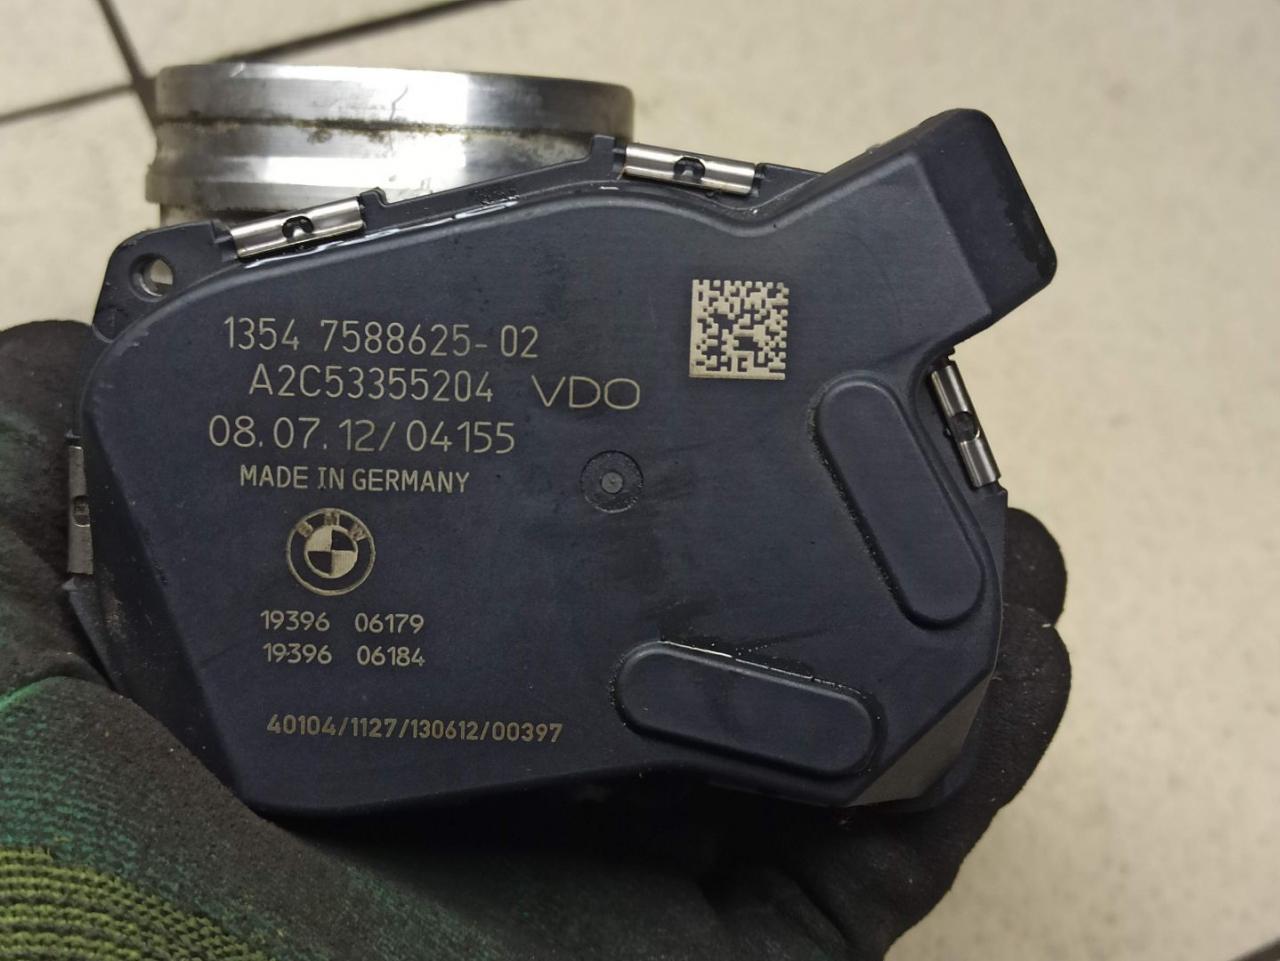 1354 7588625-02
A2C53355204 VDO
08.07.12/04155
MADE IN GERMANY
BMW
19396 06179
19396 06184
40104/1127/130612/00397